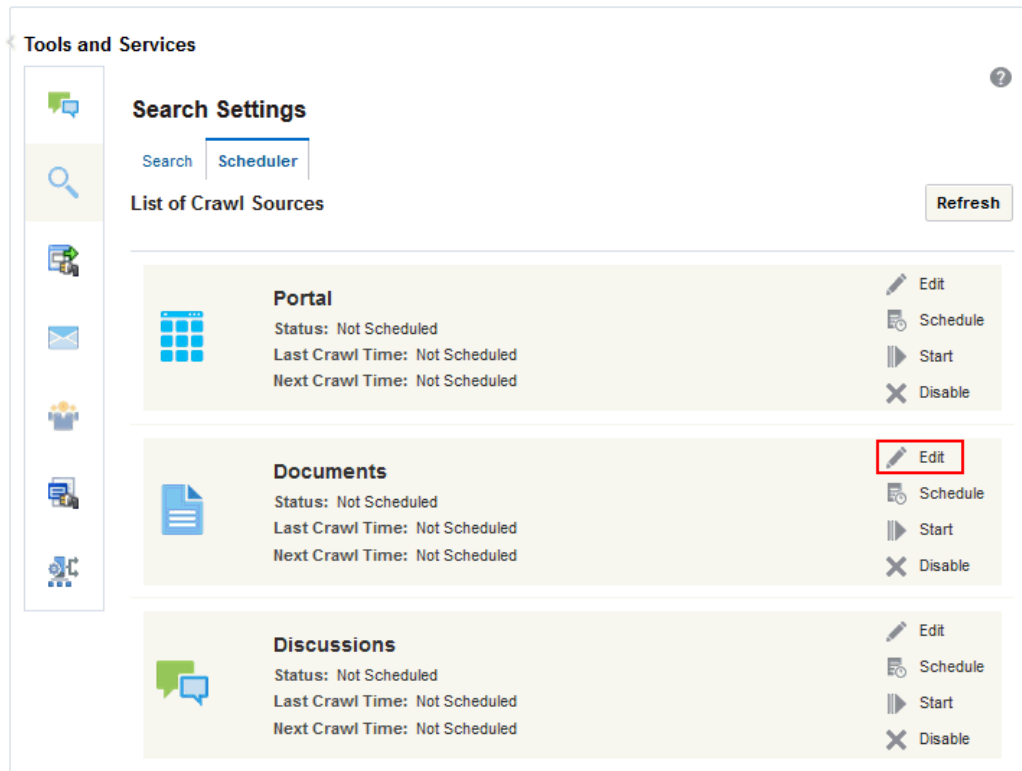 Tools and Services
Search Settings
Search Scheduler
List of Crawl Sources Refresh
Portal
Status: Not Scheduled
Last Crawl Time: Not Scheduled
Next Crawl Time: Not Scheduled
Edit
Schedule
Start
Disable
Documents
Status: Not Scheduled
Last Crawl Time: Not Scheduled
Next Crawl Time: Not Scheduled
Edit
Schedule
Start
Disable
Discussions
Status: Not Scheduled
Last Crawl Time: Not Scheduled
Next Crawl Time: Not Scheduled
Edit
Schedule
Start
Disable